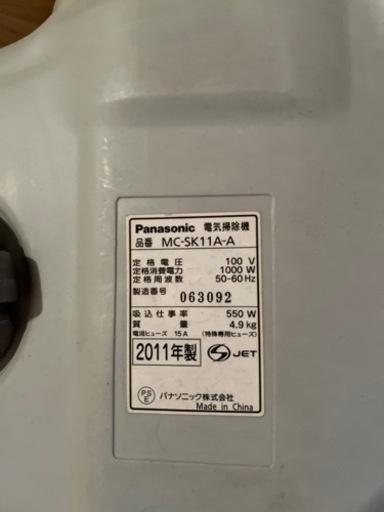 Panasonic 電気掃除機
品番 MC-SK11A-A
定格電圧 100 V
定格消費電力 1000 W
定格周波数 50-60 Hz
製造番号 063092
吸込仕事率 550 W
質量 4.9 kg
電流ヒューズ 15 A (特殊専用ヒューズ)
2011年製 S JET
PS E パナソニック株式会社
Made in China